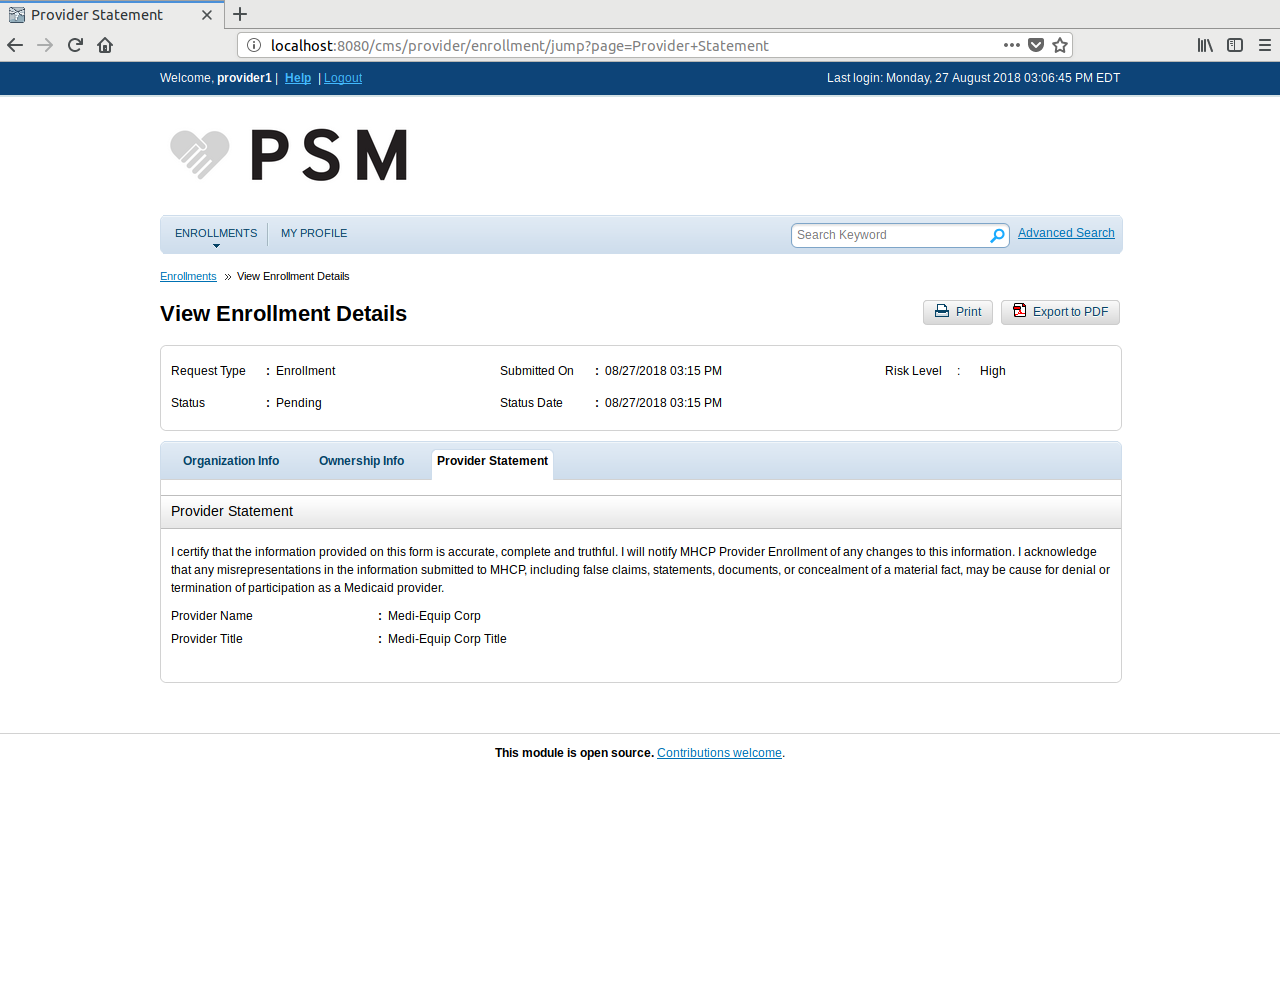 Provider Statement
localhost:8080/cms/provider/enrollment/jump?page=Provider+Statement
Welcome, provider1 | Help | Logout
Last login: Monday, 27 August 2018 03:06:45 PM EDT
PSM
ENROLLMENTS
MY PROFILE
Search Keyword
Advanced Search
Enrollments » View Enrollment Details
View Enrollment Details
Print
Export to PDF
Request Type : Enrollment
Submitted On : 08/27/2018 03:15 PM
Risk Level : High
Status : Pending
Status Date : 08/27/2018 03:15 PM
Organization Info
Ownership Info
Provider Statement
Provider Statement
I certify that the information provided on this form is accurate, complete and truthful. I will notify MHCP Provider Enrollment of any changes to this information. I acknowledge
that any misrepresentations in the information submitted to MHCP, including false claims, statements, documents, or concealment of a material fact, may be cause for denial or
termination of participation as a Medicaid provider.
Provider Name : Medi-Equip Corp
Provider Title : Medi-Equip Corp Title
This module is open source. Contributions welcome.